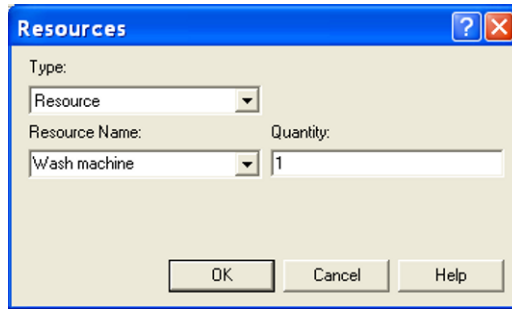 Resources
Type:
Resource
Resource Name: Quantity:
Wash machine 1
OK Cancel Help